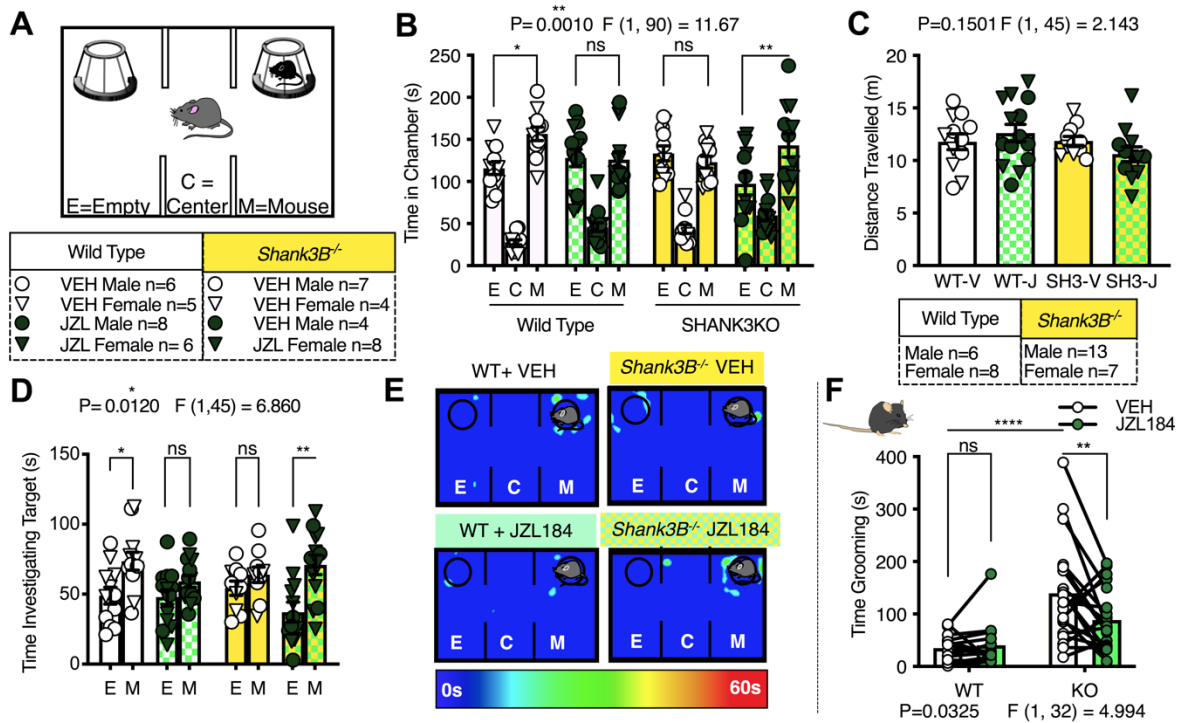 A
C =
E=Empty Center M=Mouse
Wild Type Shank3B-/-
VEH Male n=6 VEH Male n=7
VEH Female n=5 VEH Female n=4
JZL Male n=8 VEH Male n=4
JZL Female n= 6 JZL Female n=8
B
**
P=0.0010 F (1, 90) = 11.67
* ns ns **
Time in Chamber (s)
250
200
150
100
50
0
E C M E C M E C M E C M
Wild Type SHANK3KO
C
P=0.1501 F (1, 45) = 2.143
Distance Travelled (m)
20
15
10
5
0
WT-V WT-J SH3-V SH3-J
Wild Type Shank3B-/-
Male n=6 Male n=13
Female n=8 Female n=7
D
*
P= 0.0120 F (1,45) = 6.860
* ns ns **
Time Investigating Target (s)
150
100
50
0
E M E M E M E M
E
WT+ VEH Shank3B-/- VEH
E C M E C M
WT + JZL184 Shank3B-/- JZL184
E C M E C M
0s 60s
F
VEH
JZL184
****
ns **
Time Grooming (s)
400
300
200
100
0
WT KO
P=0.0325 F (1, 32) = 4.994